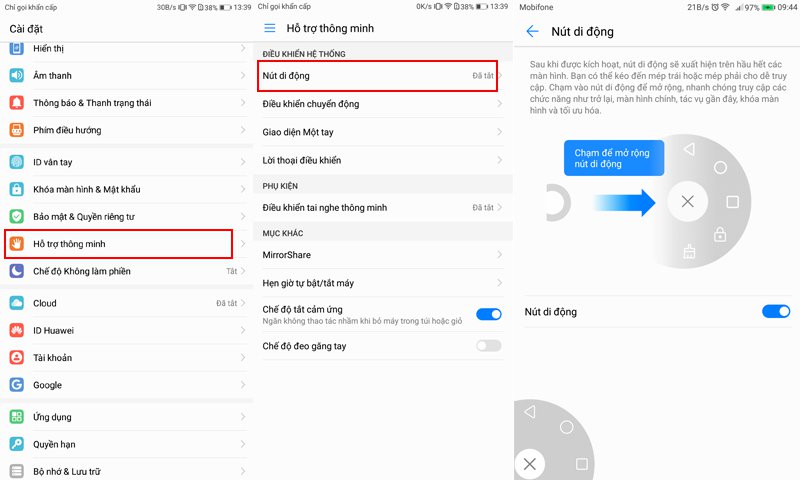 Chỉ gọi khẩn cấp 30B/s 38% 13:39
Cài đặt
Hiển thị
Âm thanh
Thông báo & Thanh trạng thái
Phím điều hướng
ID vân tay
Khóa màn hình & Mật khẩu
Bảo mật & Quyền riêng tư
Hỗ trợ thông minh
Chế độ Không làm phiền Tắt
Cloud Đã tắt
ID Huawei
Tài khoản
Google
Ứng dụng
Quyền hạn
Bộ nhớ & Lưu trữ
Chỉ gọi khẩn cấp 0K/s 38% 13:39
Hỗ trợ thông minh
ĐIỀU KHIỂN HỆ THỐNG
Nút di động Đã tắt
Điều khiển chuyển động
Giao diện Một tay
Lời thoại điều khiển
PHỤ KIỆN
Điều khiển tai nghe thông minh Đã tắt
MỤC KHÁC
MirrorShare
Hẹn giờ tự bật/tắt máy
Chế độ tắt cảm ứng
Ngăn không thao tác nhầm khi bỏ máy trong túi hoặc giỏ
Chế độ đeo găng tay
Mobifone 21B/s 97% 09:44
Nút di động
Sau khi được kích hoạt, nút di động sẽ xuất hiện trên hầu hết các
màn hình. Bạn có thể kéo đến mép trái hoặc mép phải cho dễ truy
cập. Chạm vào nút di động để mở rộng, nhanh chóng truy cập các
chức năng như trở lại, màn hình chính, tác vụ gần đây, khóa màn
hình và tối ưu hóa.
Chạm để mở rộng
nút di động
Nút di động